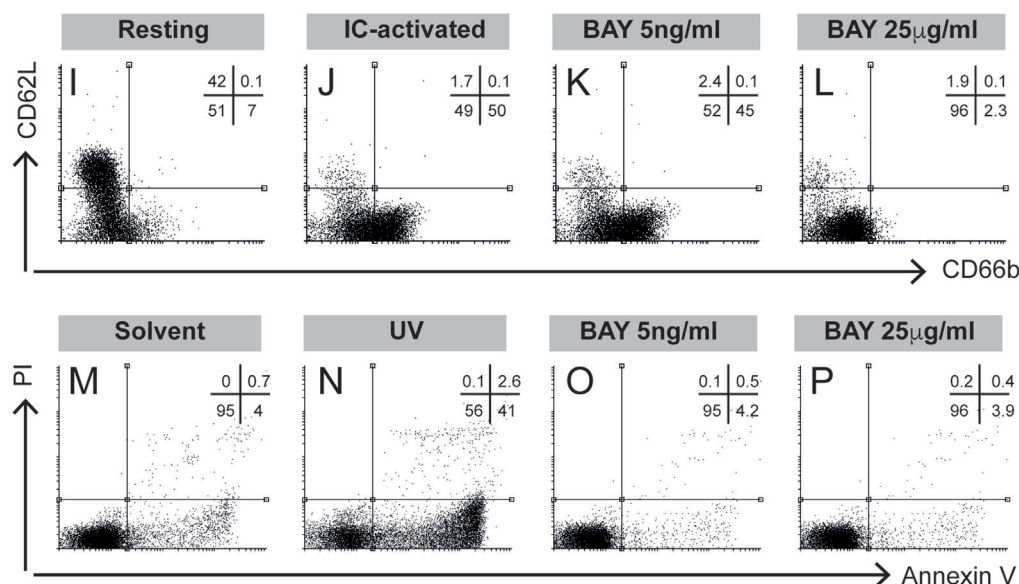 Resting IC-activated BAY 5ng/ml BAY 25μg/ml
CD62L
I 42 0.1 J 1.7 0.1 K 2.4 0.1 L 1.9 0.1
51 7 49 50 52 45 96 2.3
CD66b
Solvent UV BAY 5ng/ml BAY 25μg/ml
PI
M 0 0.7 N 0.1 2.6 O 0.1 0.5 P 0.2 0.4
95 4 56 41 95 4.2 96 3.9
Annexin V